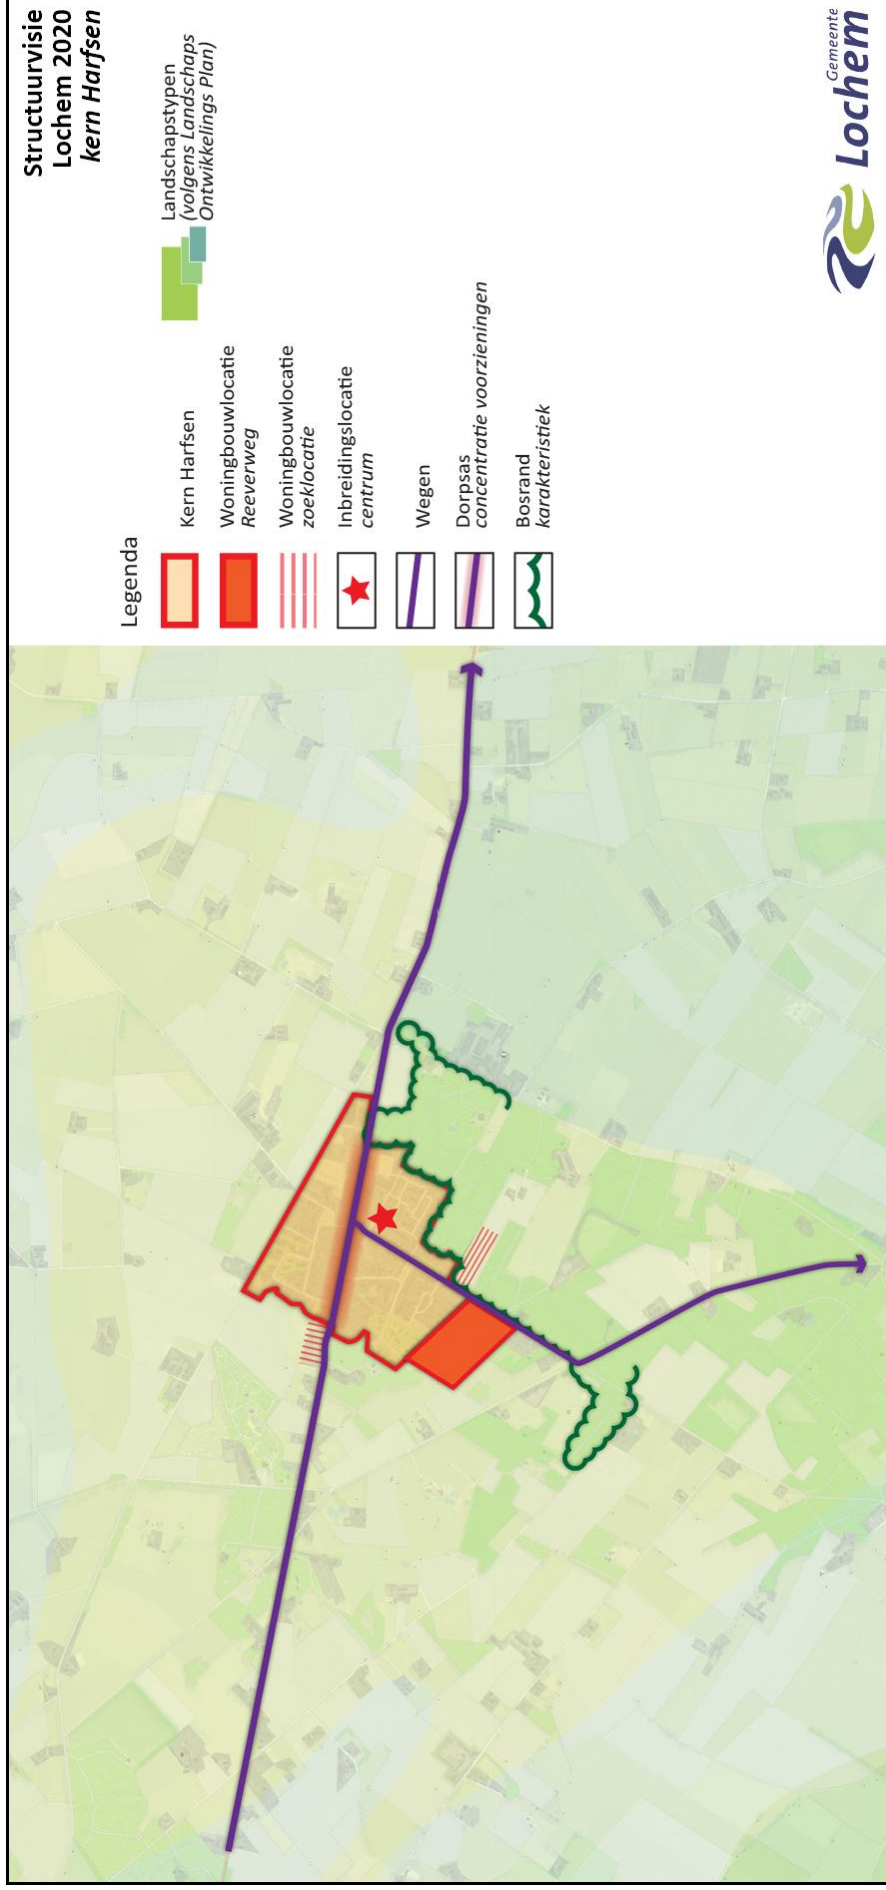 Structuurvisie
Lochem 2020
kern Harfsen
Legenda
Kern Harfsen
Woningbouwlocatie
Reeverweg
Woningbouwlocatie
zoeklocatie
Inbreidingslocatie
centrum
Wegen
Dorpsas
concentratie voorzieningen
Bosrand
karakteristiek
Landschapstypen
(volgens Landschaps
Ontwikkelings Plan)
Gemeente
Lochem